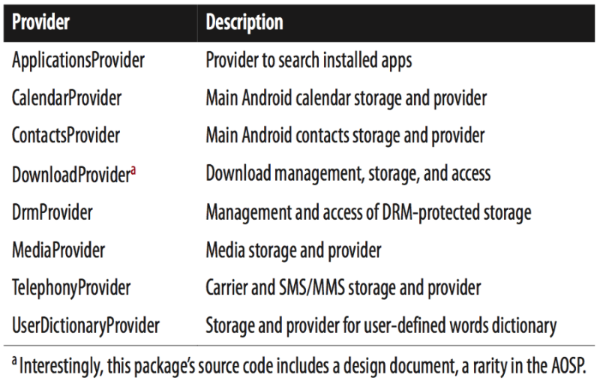 Provider Description
ApplicationsProvider Provider to search installed apps
CalendarProvider Main Android calendar storage and provider
ContactsProvider Main Android contacts storage and provider
DownloadProviderª Download management, storage, and access
DrmProvider Management and access of DRM-protected storage
MediaProvider Media storage and provider
TelephonyProvider Carrier and SMS/MMS storage and provider
UserDictionaryProvider Storage and provider for user-defined words dictionary
ª Interestingly, this package’s source code includes a design document, a rarity in the AOSP.